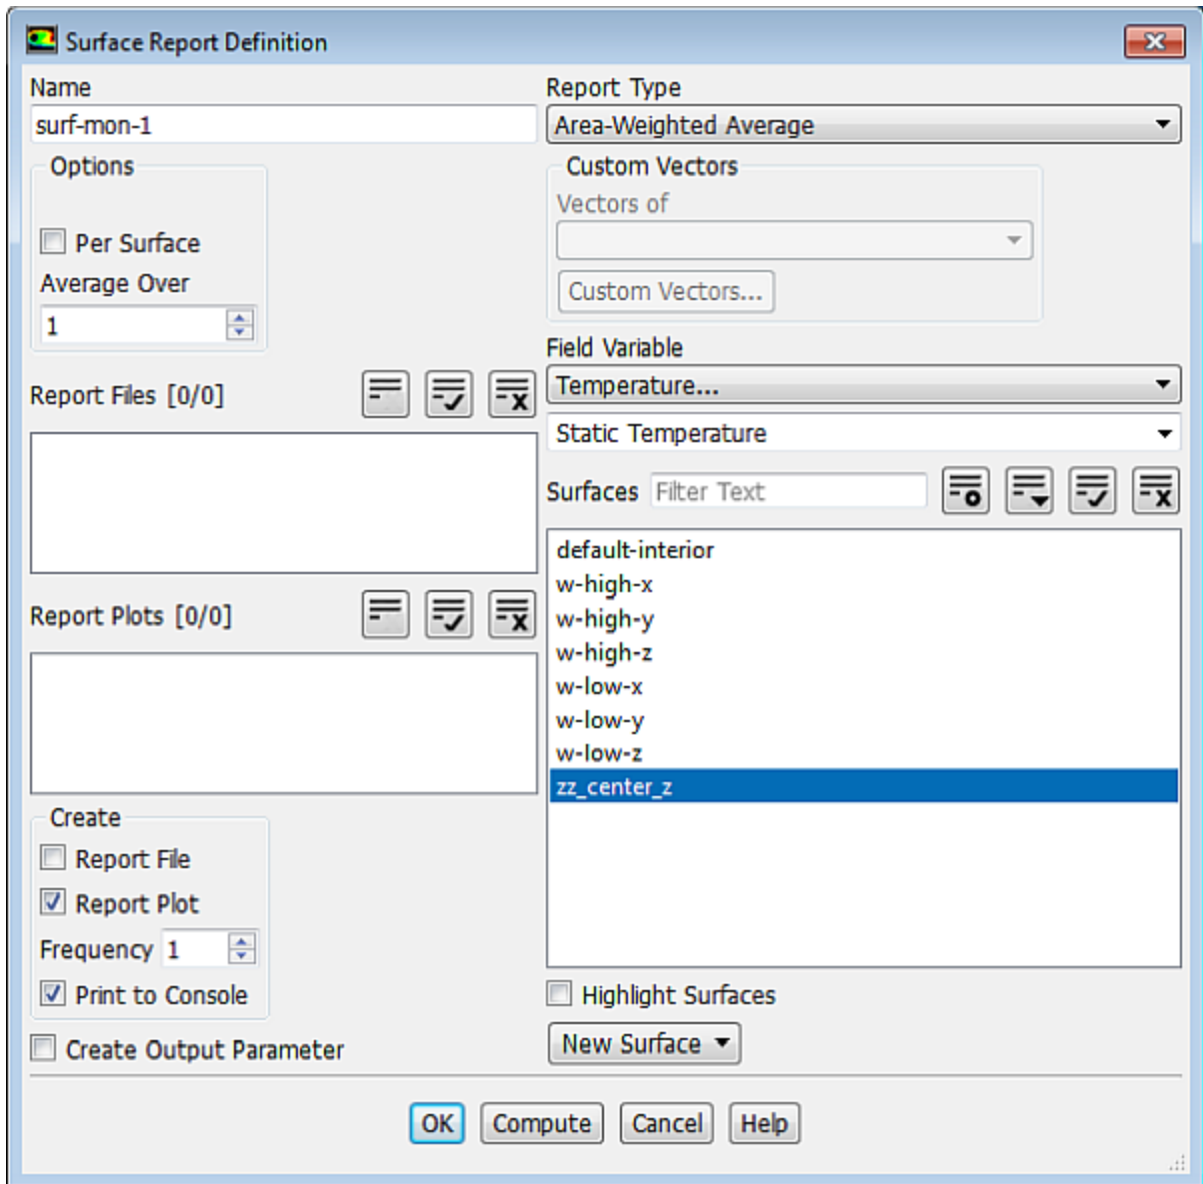 Surface Report Definition
Name
surf-mon-1
Options
Per Surface
Average Over
1
Report Files [0/0]
Report Plots [0/0]
Create
Report File
Report Plot
Frequency 1
Print to Console
Create Output Parameter
Report Type
Area-Weighted Average
Custom Vectors
Vectors of
Custom Vectors...
Field Variable
Temperature...
Static Temperature
Surfaces Filter Text
default-interior
w-high-x
w-high-y
w-high-z
w-low-x
w-low-y
w-low-z
zz_center_z
Highlight Surfaces
New Surface
OK Compute Cancel Help